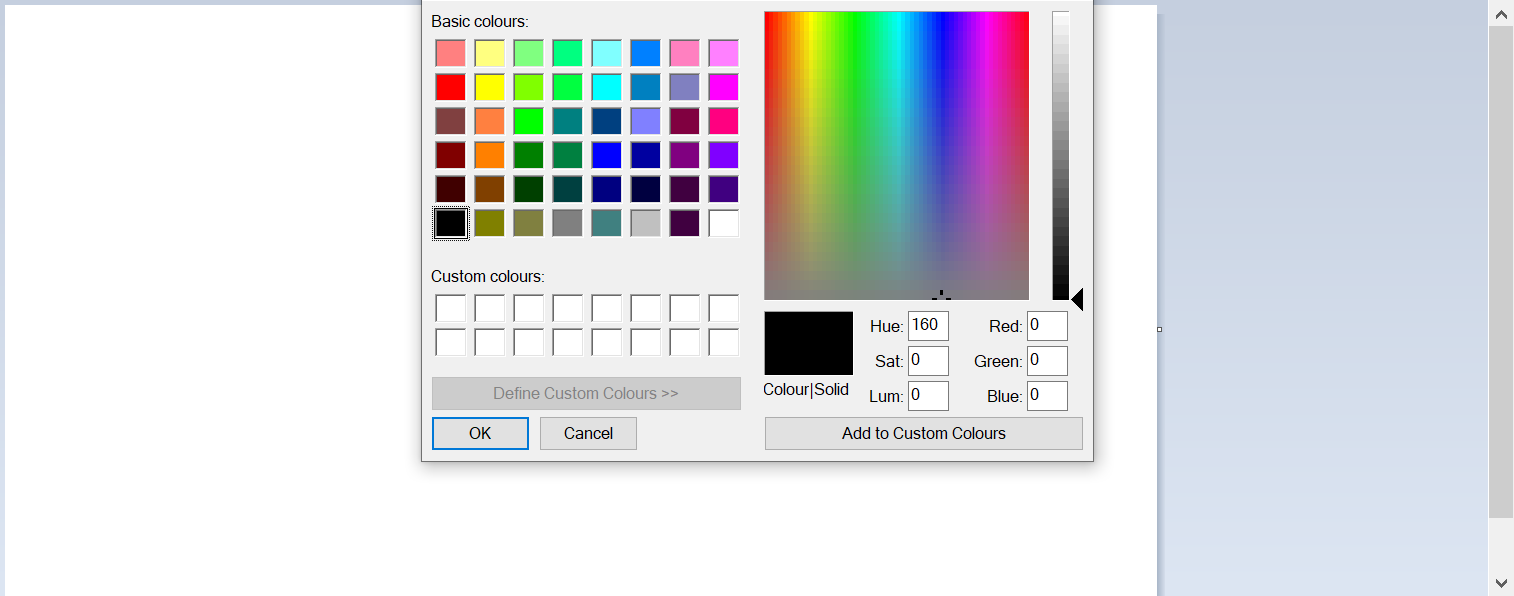 Basic colours:
Custom colours:
Define Custom Colours >>
OK Cancel
Colour|Solid
Hue: 160 Red: 0
Sat: 0 Green: 0
Lum: 0 Blue: 0
Add to Custom Colours